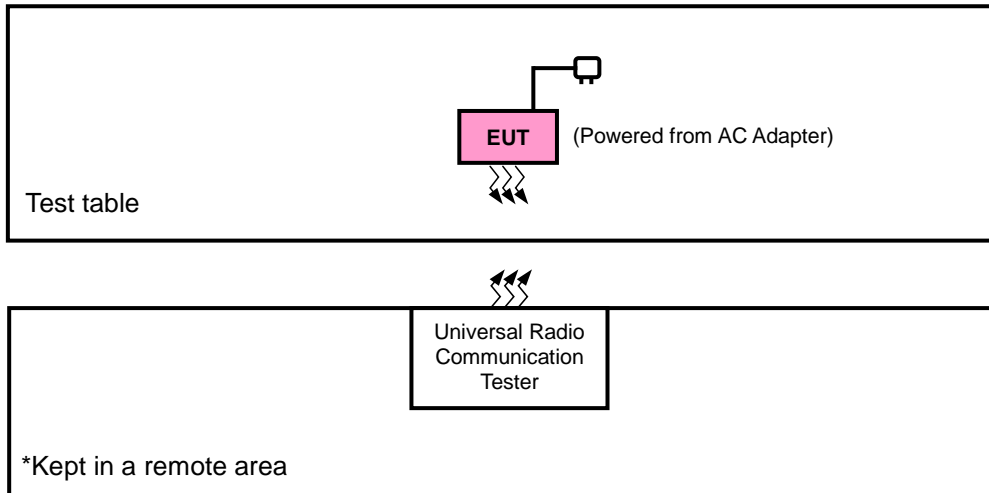 EUT
(Powered from AC Adapter)
Test table
Universal Radio
Communication
Tester
*Kept in a remote area